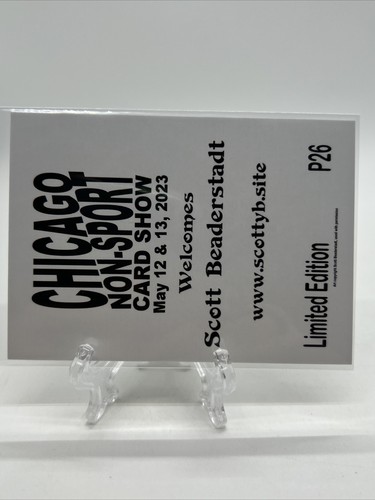 CHICAGO
NON-SPORT
CARD SHOW
May 12 & 13, 2023
Welcomes
Scott Beaderstadt
www.scottyb.site
Limited Edition
P26